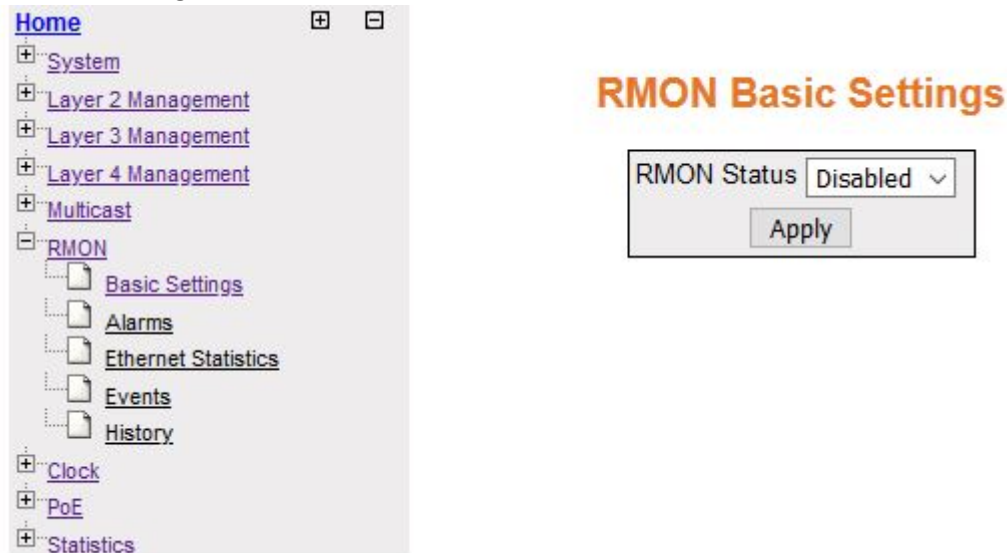 Home
System
Layer 2 Management
Layer 3 Management
Layer 4 Management
Multicast
RMON
Basic Settings
Alarms
Ethernet Statistics
Events
History
Clock
PoE
Statistics
RMON Basic Settings
RMON Status Disabled
Apply